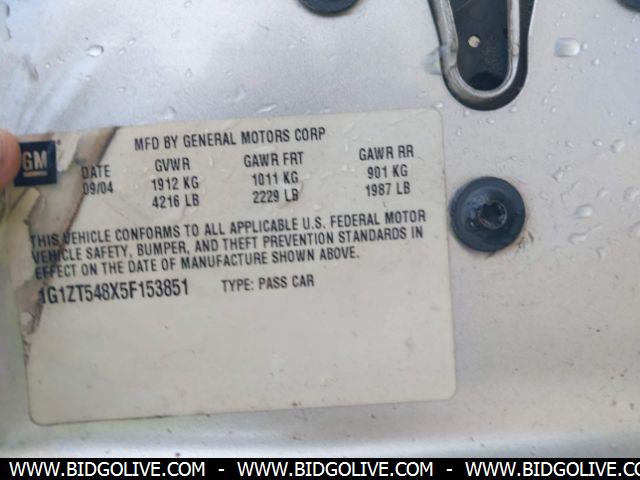 MFD BY GENERAL MOTORS CORP
GM
DATE GVWR GAWR FRT GAWR RR
09/04 1912 KG 1011 KG 901 KG
4216 LB 2229 LB 1987 LB
THIS VEHICLE CONFORMS TO ALL APPLICABLE U.S. FEDERAL MOTOR
VEHICLE SAFETY, BUMPER, AND THEFT PREVENTION STANDARDS IN
EFFECT ON THE DATE OF MANUFACTURE SHOWN ABOVE.
1G1ZT548X5F153851 TYPE: PASS CAR
WWW.BIDGOLIVE.COM - WWW.BIDGOLIVE.COM - WWW.BIDGOLIVE.COM